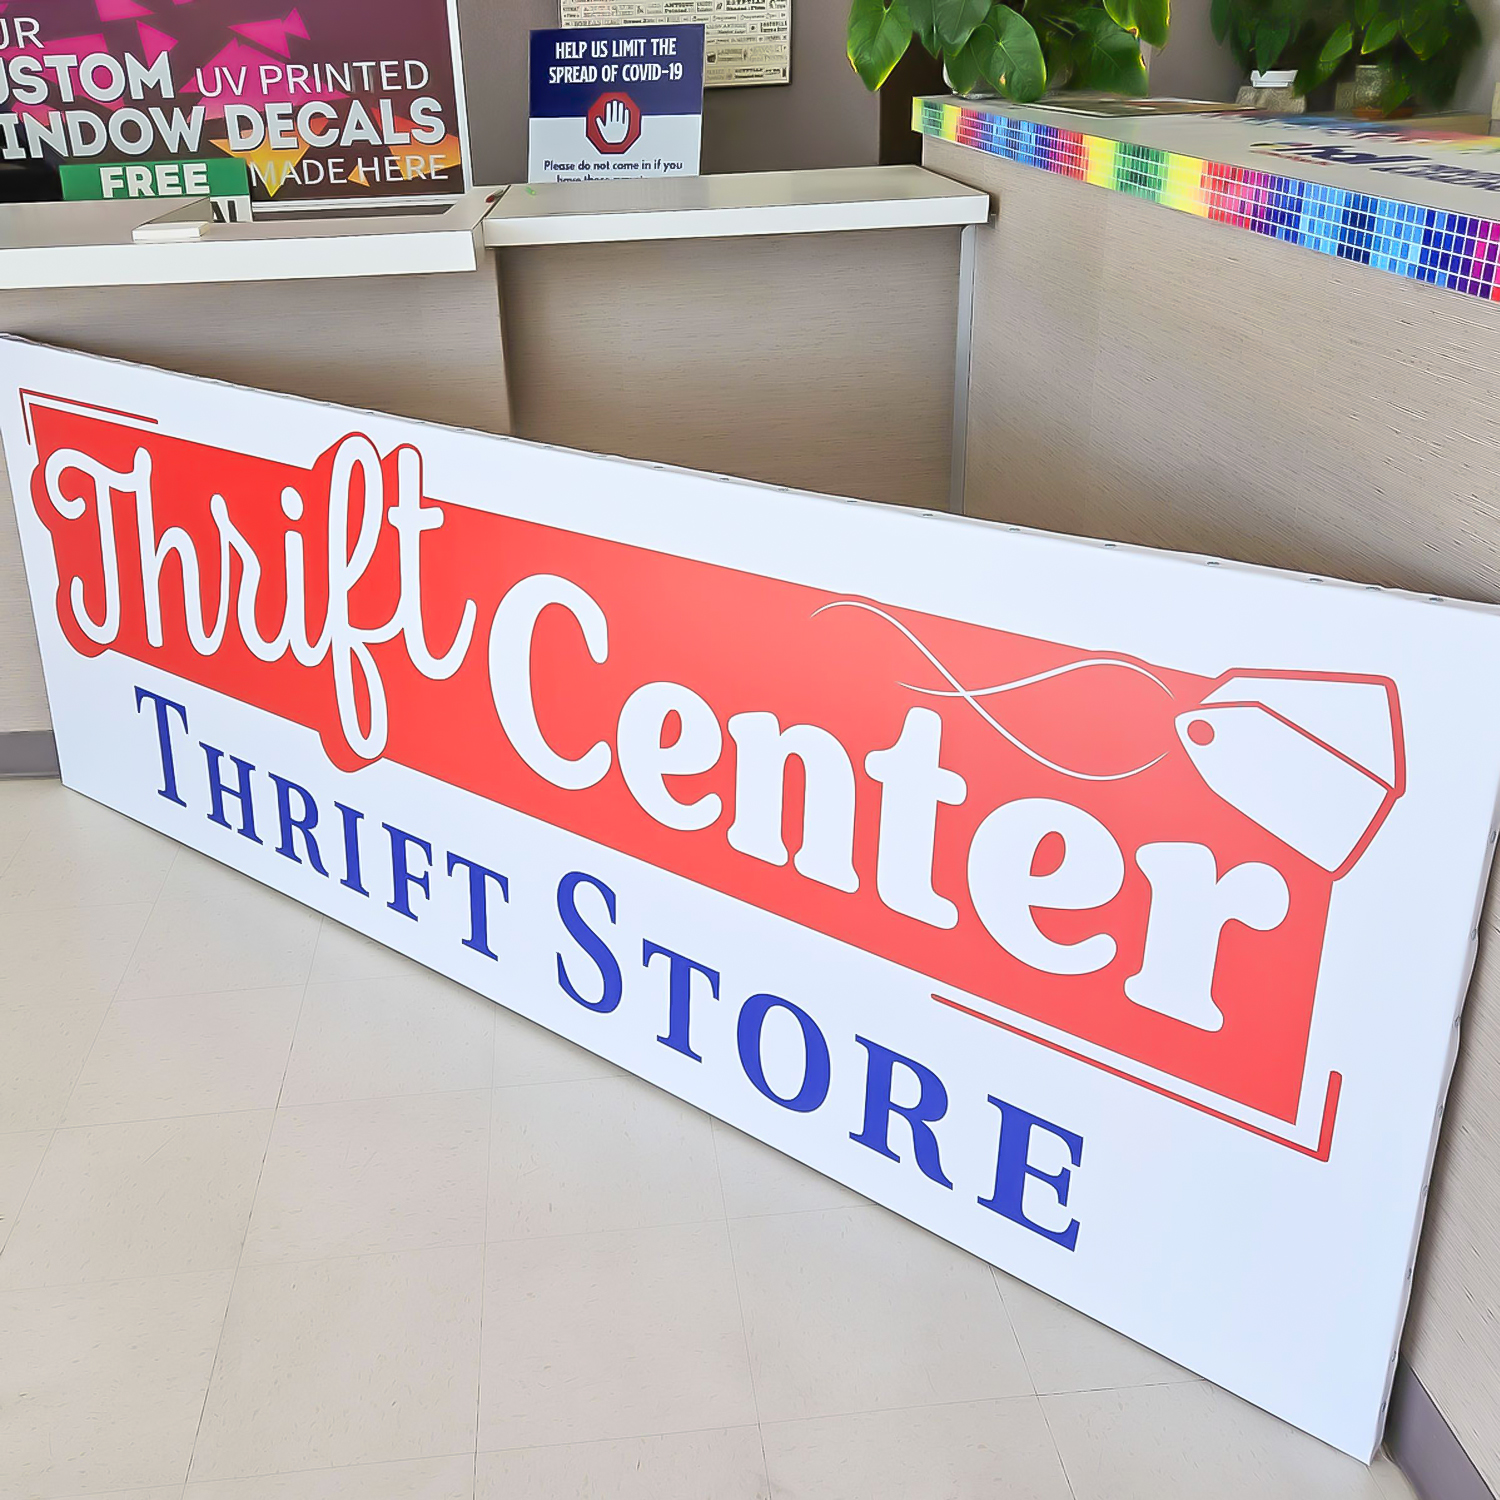 UR
USTOM UV PRINTED
INDOW DECALS
FREE MADE HERE
HELP US LIMIT THE
SPREAD OF COVID-19
Please do not come in if you
Thrift Center
THRIFT STORE